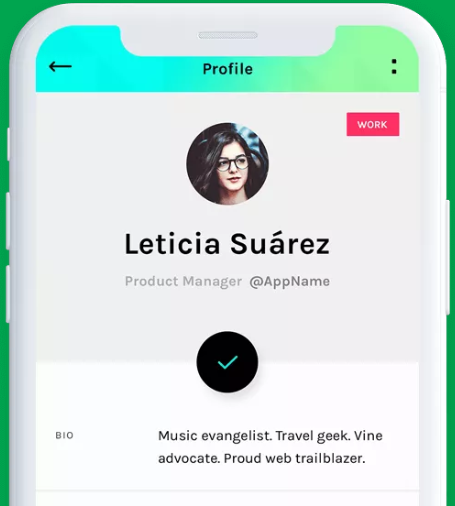 Profile
WORK
Leticia Suárez
Product Manager @AppName
BIO
Music evangelist. Travel geek. Vine
advocate. Proud web trailblazer.